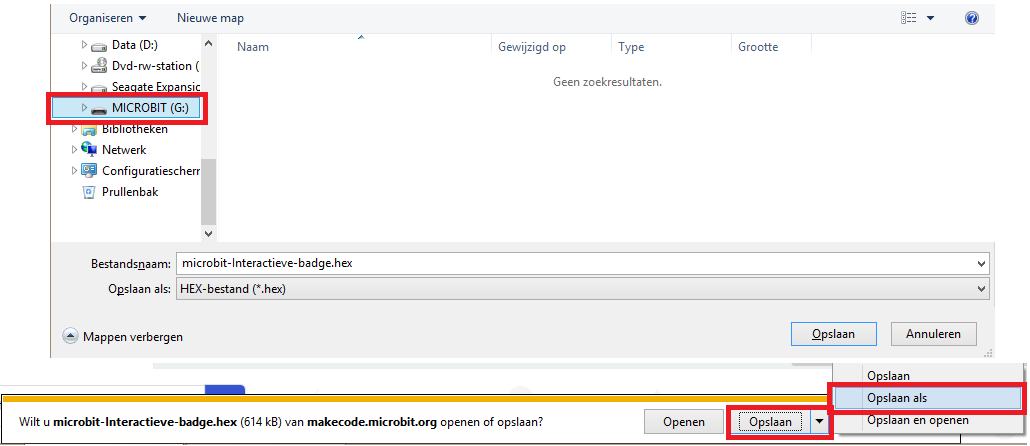 Organiseren Nieuwe map
Data (D:)
Dvd-rw-station (
Seagate Expansic
MICROBIT (G:)
Bibliotheken
Netwerk
Configuratiescherr
Prullenbak
Naam Gewijzigd op Type Grootte
Geen zoekresultaten.
Bestandsnaam: microbit-Interactieve-badge.hex
Opslaan als: HEX-bestand (*.hex)
Mappen verbergen
Opslaan Annuleren
Opslaan
Opslaan als
Opslaan en openen
Wilt u microbit-Interactieve-badge.hex (614 kB) van makecode.microbit.org openen of opslaan?
Openen Opslaan